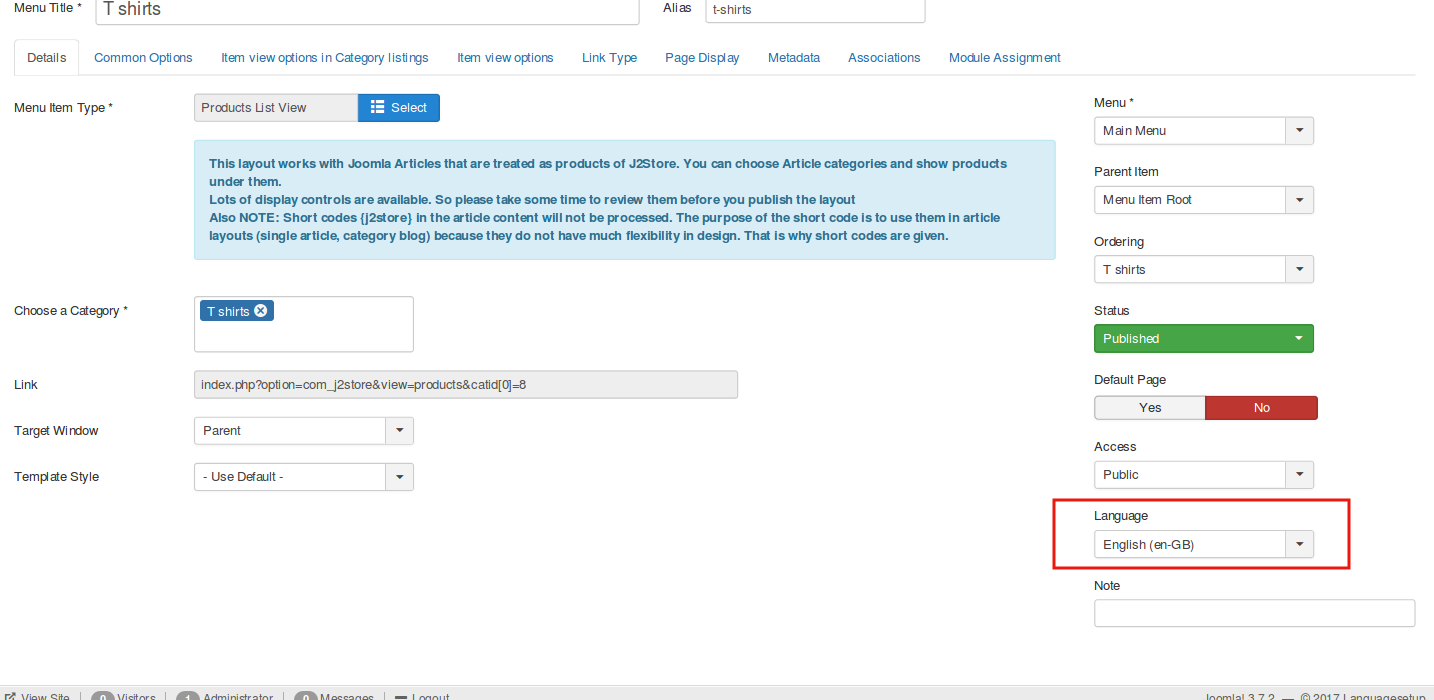 Menu Title * T shirts Alias t-shirts
Details Common Options Item view options in Category listings Item view options Link Type Page Display Metadata Associations Module Assignment
Menu Item Type * Products List View Select
This layout works with Joomla Articles that are treated as products of J2Store. You can choose Article categories and show products
under them.
Lots of display controls are available. So please take some time to review them before you publish the layout
Also NOTE: Short codes {j2store} in the article content will not be processed. The purpose of the short code is to use them in article
layouts (single article, category blog) because they do not have much flexibility in design. That is why short codes are given.
Choose a Category * T shirts
Link index.php?option=com_j2store&view=products&catid[0]=8
Target Window Parent
Template Style - Use Default -
Menu *
Main Menu
Parent Item
Menu Item Root
Ordering
T shirts
Status
Published
Default Page
Yes No
Access
Public
Language
English (en-GB)
Note
View Site 0 Visitors 1 Administrator 0 Messages Logout Joomla! 3.7.2 — © 2017 Languagesetup